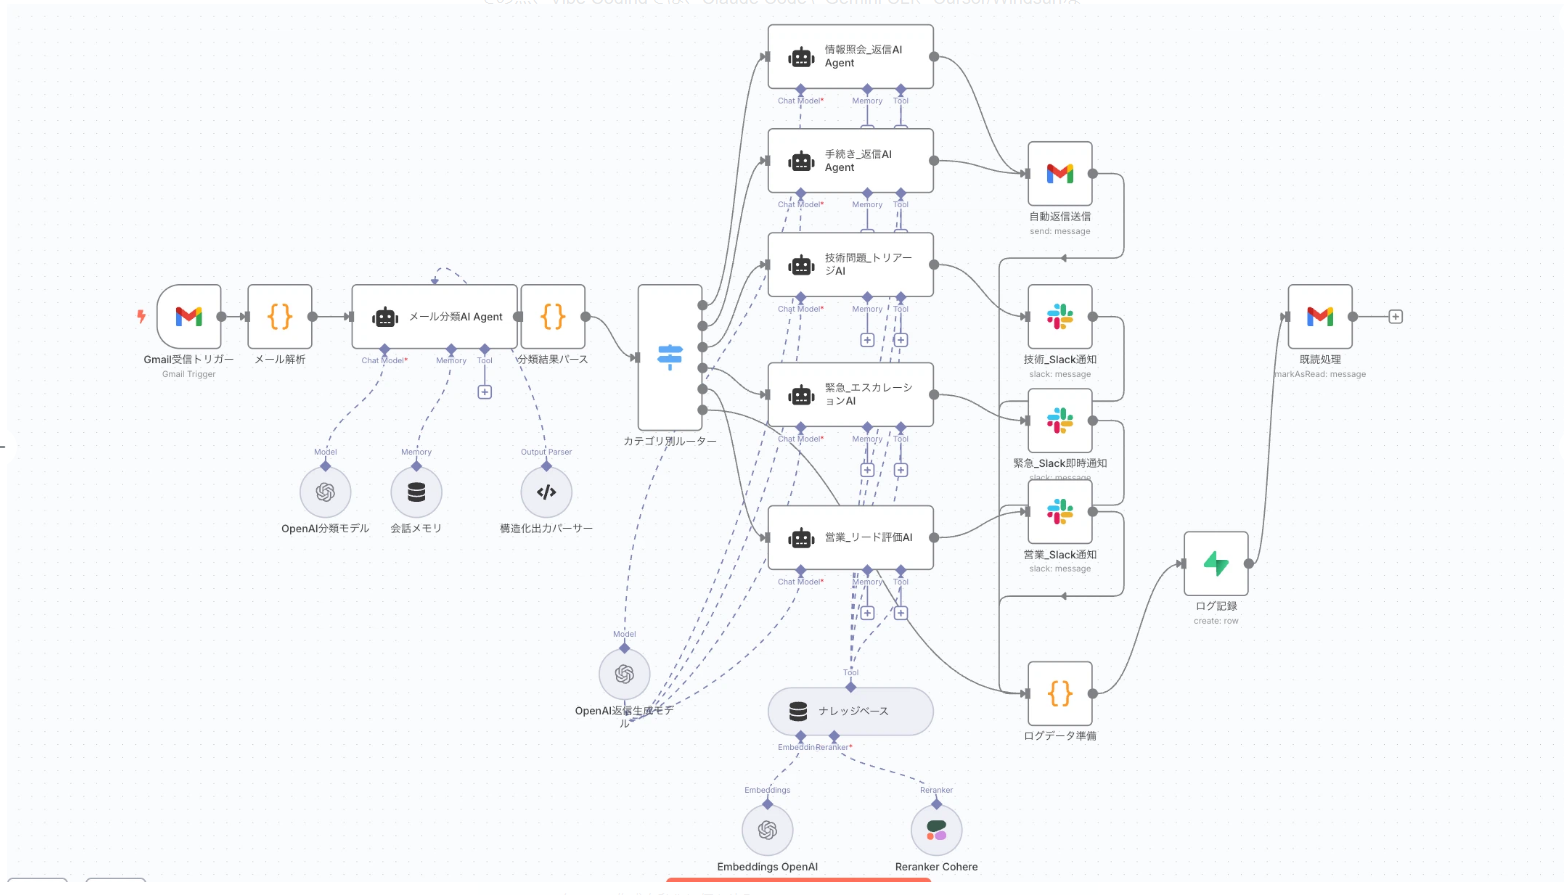 情報照会_返信AI
Agent
Chat Model*
Memory
Tool
手続き_返信AI
Agent
Chat Model*
Memory
Tool
自動返信送信
send: message
技術問題_トリアー
ジAI
Chat Model*
Memory
Tool
Gmail受信トリガー
Gmail Trigger
メール解析
メール分類AI Agent
Chat Model*
Memory
Tool
分類結果パース
カテゴリ別ルーター
技術_Slack通知
slack: message
既読処理
markAsRead: message
緊急_エスカレーシ
ョンAI
Chat Model*
Memory
Tool
緊急_Slack即時通知
slack: message
Model
OpenAI分類モデル
Memory
会話メモリ
Output Parser
構造化出力パーサー
営業_リード評価AI
Chat Model*
Memory
Tool
営業_Slack通知
slack: message
ログ記録
create: row
Model
OpenAI返信生成モデ
ル
Tool
ナレッジベース
Embeddin
Reranker*
ログデータ準備
Embeddings
Embeddings OpenAI
Reranker
Reranker Cohere